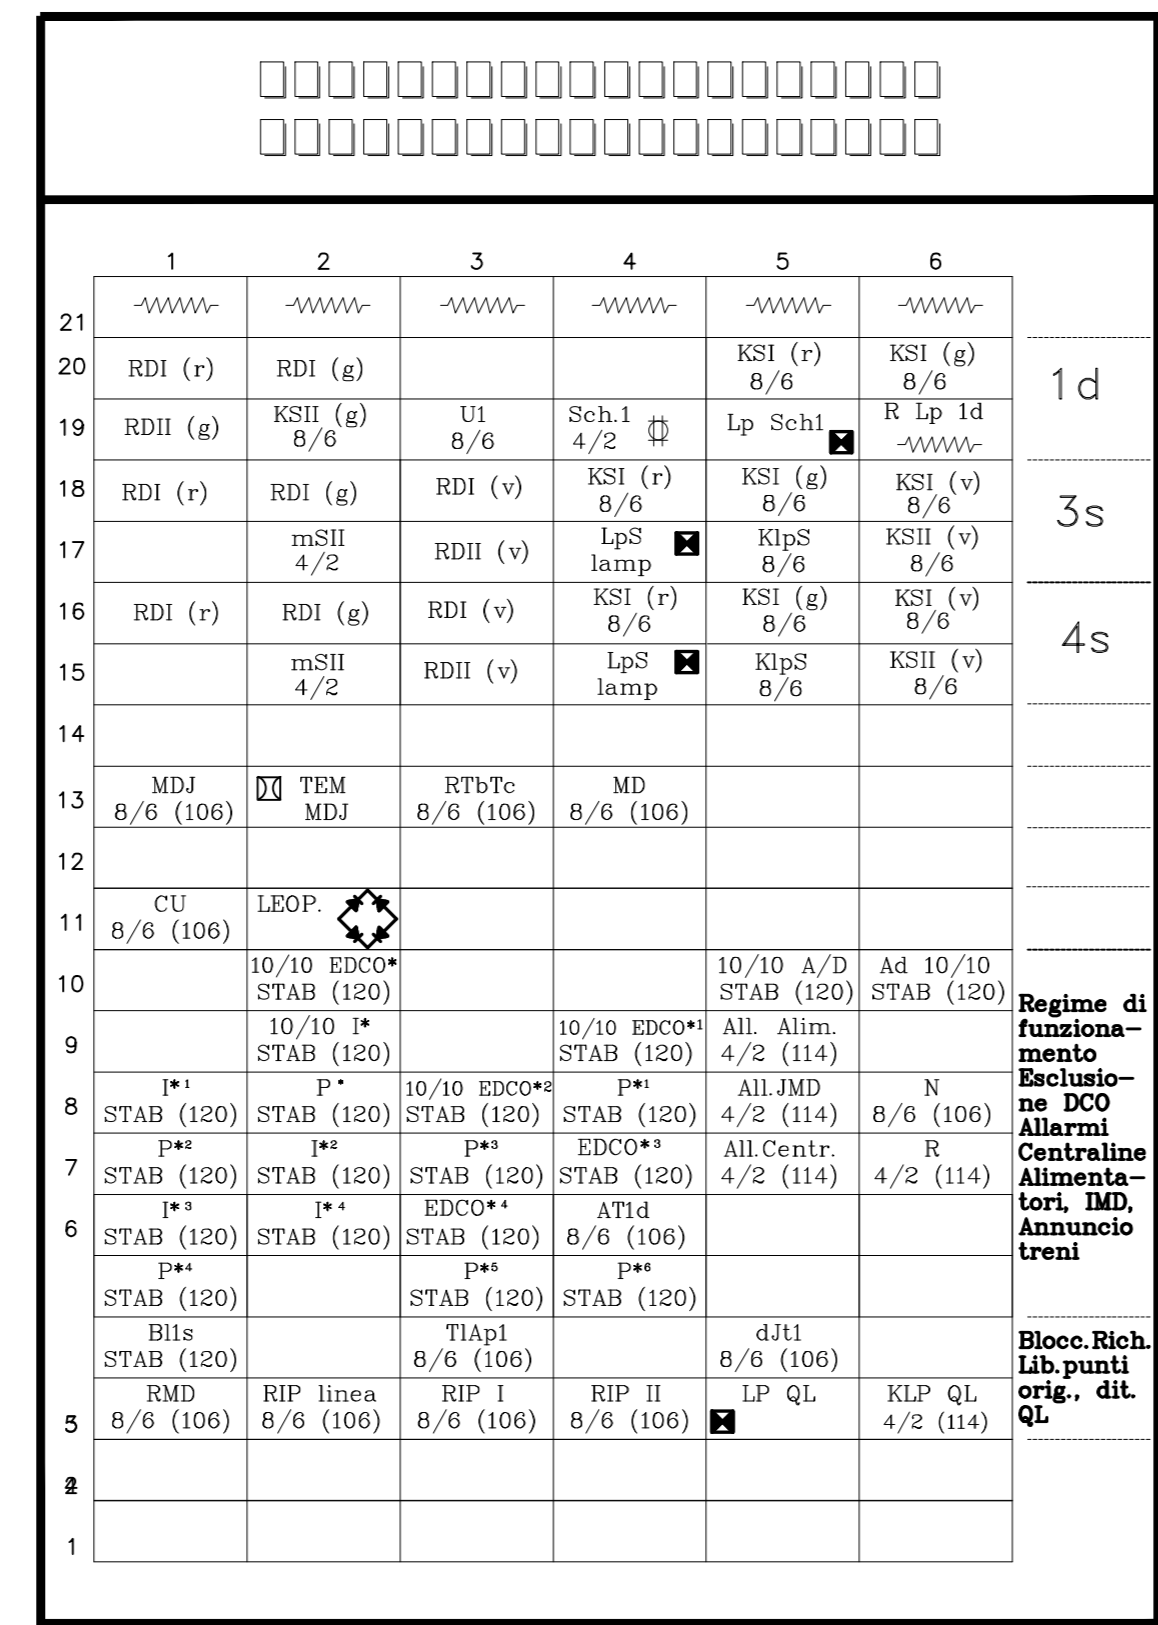 1 2 3 4 5 6
21
20 RDI (r) RDI (g) KSI (r) 8/6 KSI (g) 8/6
1d
19 RDII (g) KSII (g) 8/6 U1 8/6 Sch.1 4/2 Lp Sch1 R Lp 1d
18 RDI (r) RDI (g) RDI (v) KSI (r) 8/6 KSI (g) 8/6 KSI (v) 8/6
3s
17 mSII 4/2 RDII (v) LpS lamp KlpS 8/6 KSII (v) 8/6
16 RDI (r) RDI (g) RDI (v) KSI (r) 8/6 KSI (g) 8/6 KSI (v) 8/6
4s
15 mSII 4/2 RDII (v) LpS lamp KlpS 8/6 KSII (v) 8/6
14
13 MDJ 8/6 (106) TEM MDJ RTbTc 8/6 (106) MD 8/6 (106)
12
11 CU 8/6 (106) LEOP.
10 10/10 EDCO* STAB (120) 10/10 A/D STAB (120) Ad 10/10 STAB (120)
9 10/10 I* STAB (120) 10/10 EDCO*1 STAB (120) All. Alim. 4/2 (114)
8 I*1 STAB (120) P* STAB (120) 10/10 EDCO*2 STAB (120) P*1 STAB (120) All.JMD 4/2 (114) N 8/6 (106)
7 P*2 STAB (120) I*2 STAB (120) P*3 STAB (120) EDCO*3 STAB (120) All.Centr. 4/2 (114) R 4/2 (114)
6 I*3 STAB (120) I*4 STAB (120) EDCO*4 STAB (120) AT1d 8/6 (106)
P*4 STAB (120) P*5 STAB (120) P*6 STAB (120)
Regime di
funziona-
mento
Esclusio-
ne DCO
Allarmi
Centraline
Alimenta-
tori, IMD,
Annuncio
treni
Bl1s STAB (120) TlAp1 8/6 (106) dJt1 8/6 (106)
RMD 8/6 (106) RIP linea 8/6 (106) RIP I 8/6 (106) RIP II 8/6 (106) LP QL KLP QL 4/2 (114)
Blocc.Rich.
Lib.punti
orig., dit.
QL
1